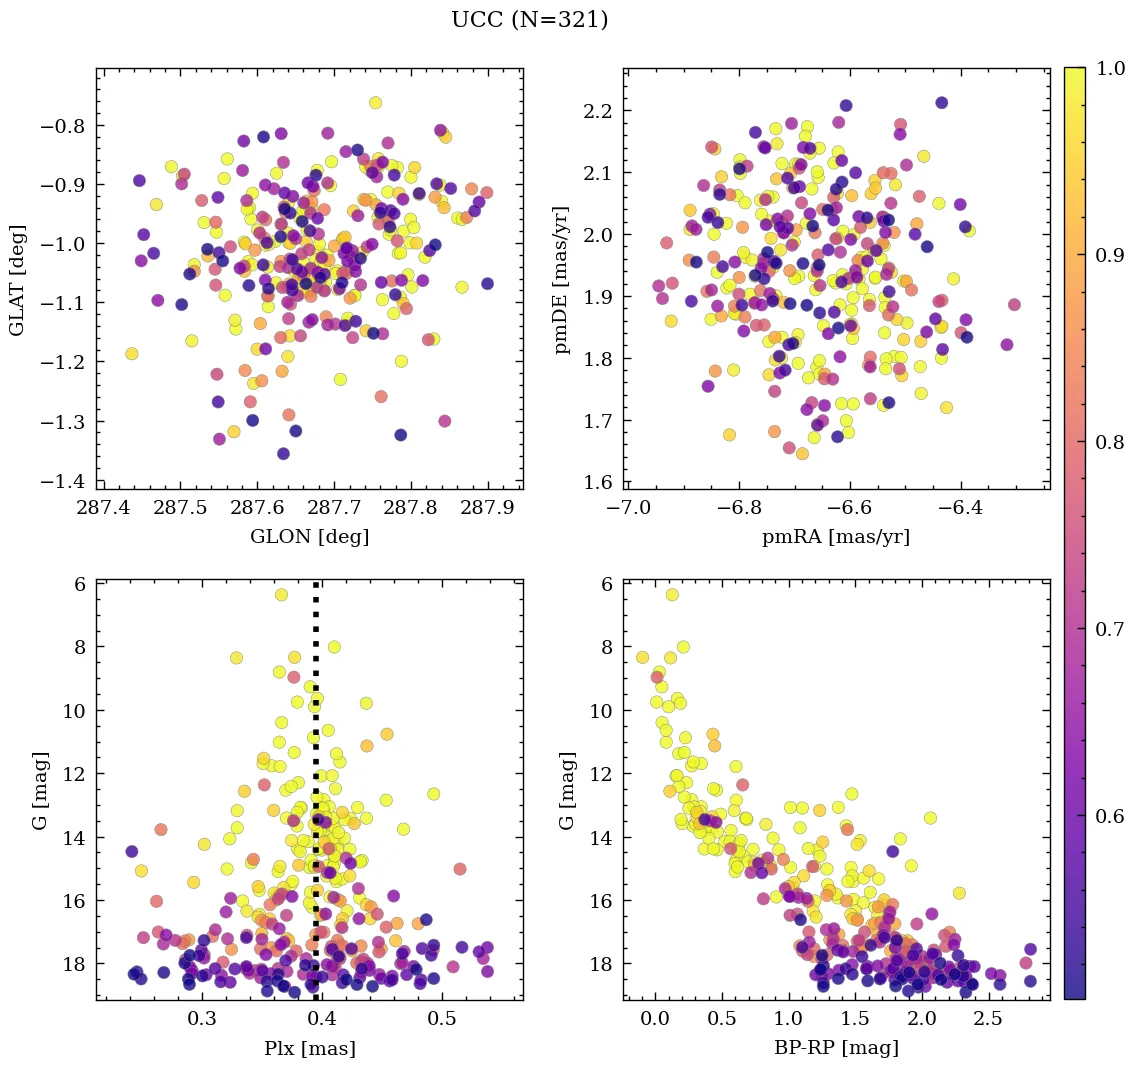 UCC (N=321)
−0.8
−0.9
−1.0
−1.1
−1.2
−1.3
−1.4
GLAT [deg]
287.4 287.5 287.6 287.7 287.8 287.9
GLON [deg]
2.2
2.1
2.0
1.9
1.8
1.7
1.6
pmDE [mas/yr]
−7.0 −6.8 −6.6 −6.4
pmRA [mas/yr]
1.0
0.9
0.8
0.7
0.6
6
8
10
12
14
16
18
G [mag]
0.3 0.4 0.5
Plx [mas]
6
8
10
12
14
16
18
G [mag]
0.0 0.5 1.0 1.5 2.0 2.5
BP-RP [mag]